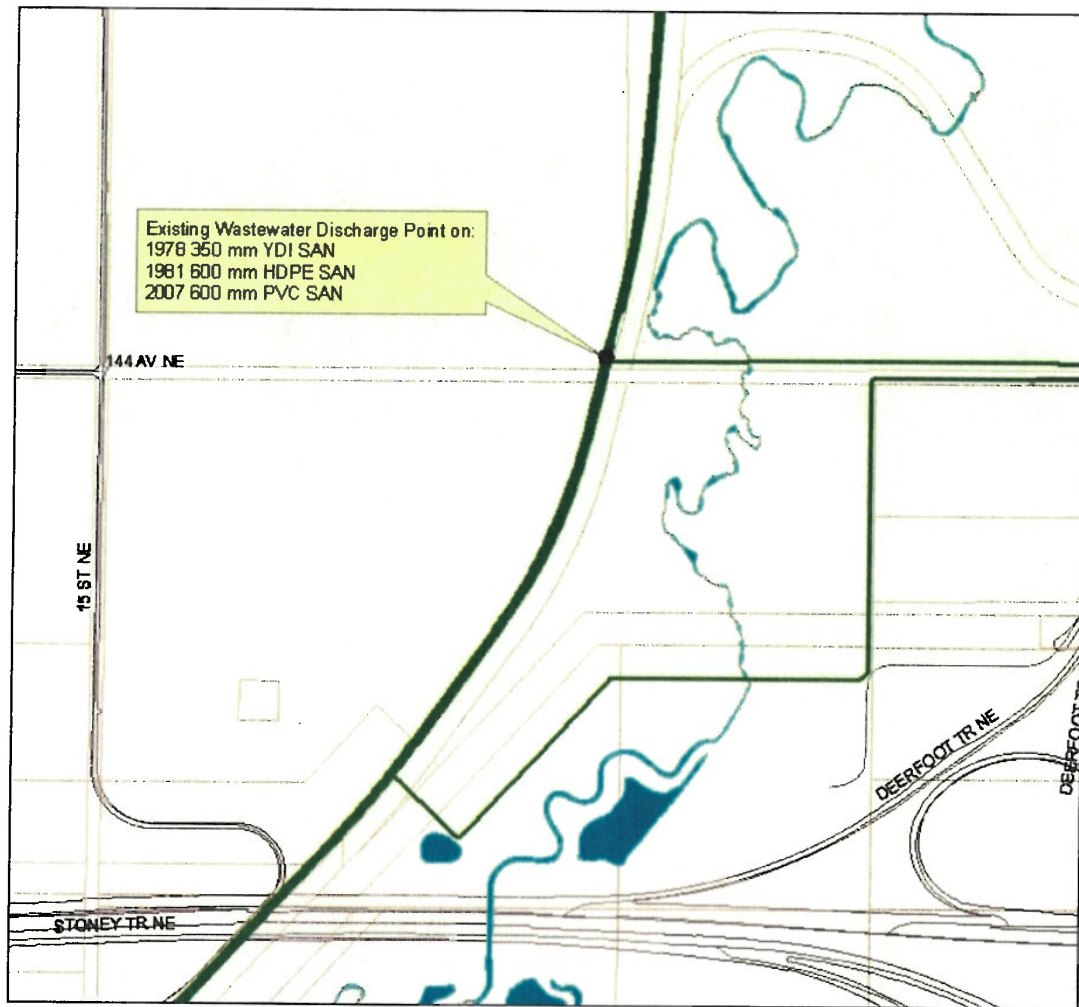 Existing Wastewater Discharge Point on:
1978 350 mm YDI SAN
1981 600 mm HDPE SAN
2007 600 mm PVC SAN
144 AV NE
15 ST NE
DEERFOOT TR NE
DEERFOOT
STONEY TR NE